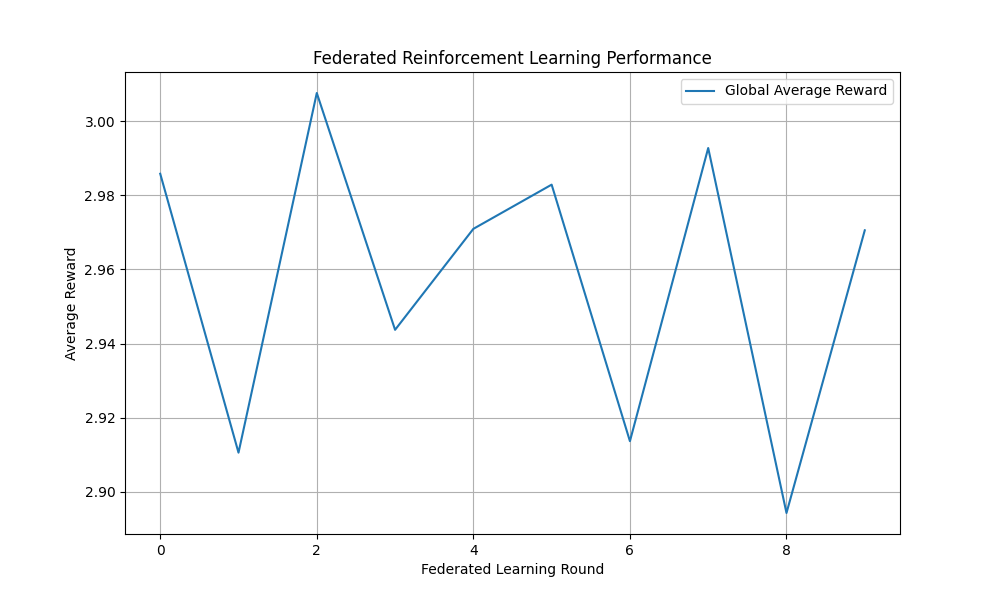 Federated Reinforcement Learning Performance
Global Average Reward
3.00
2.98
2.96
2.94
2.92
2.90
Average Reward
0 2 4 6 8
Federated Learning Round